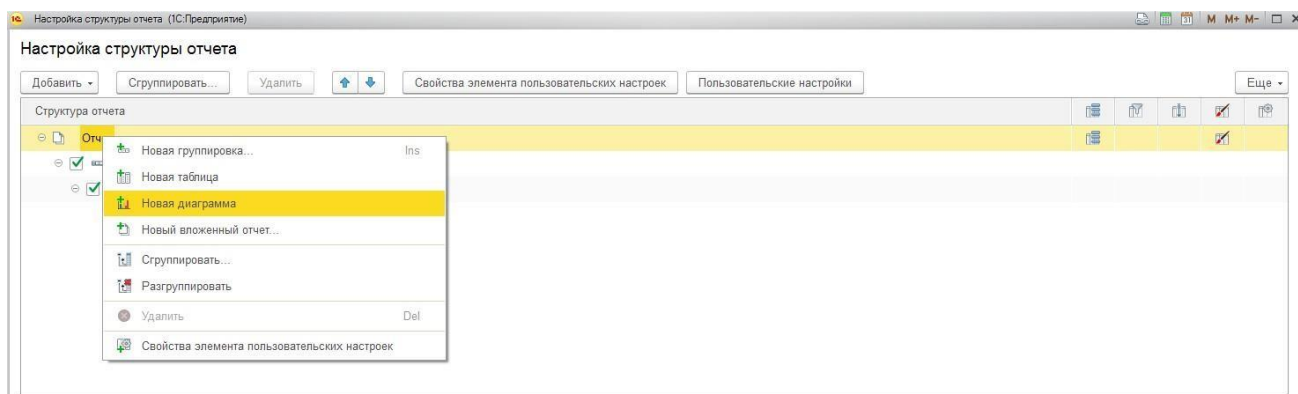 Настройка структуры отчета (1С:Предприятие)
M M+ M-
Настройка структуры отчета
Добавить Сгруппировать... Удалить Свойства элемента пользовательских настроек Пользовательские настройки Еще
Структура отчета
Отч
Новая группировка... Ins
Новая таблица
Новая диаграмма
Новый вложенный отчет...
Сгруппировать...
Разгруппировать
Удалить Del
Свойства элемента пользовательских настроек